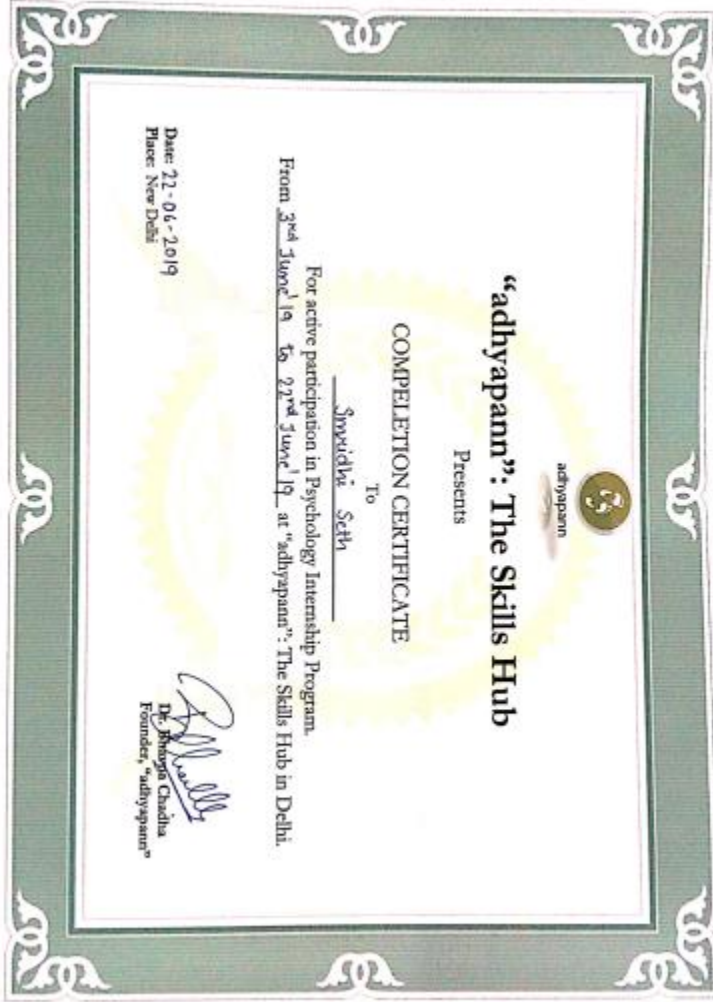 adhyapann
“adhyapann”: The Skills Hub
Presents
COMPELETION CERTIFICATE
To
Smridhi Seth
For active participation in Psychology Internship Program.
From 3rd June'19 to 22nd June'19 at “adhyapann”: The Skills Hub in Delhi.
Date: 22-06-2019
Place: New Delhi
Dr. Chadha
Founder, “adhyapann”